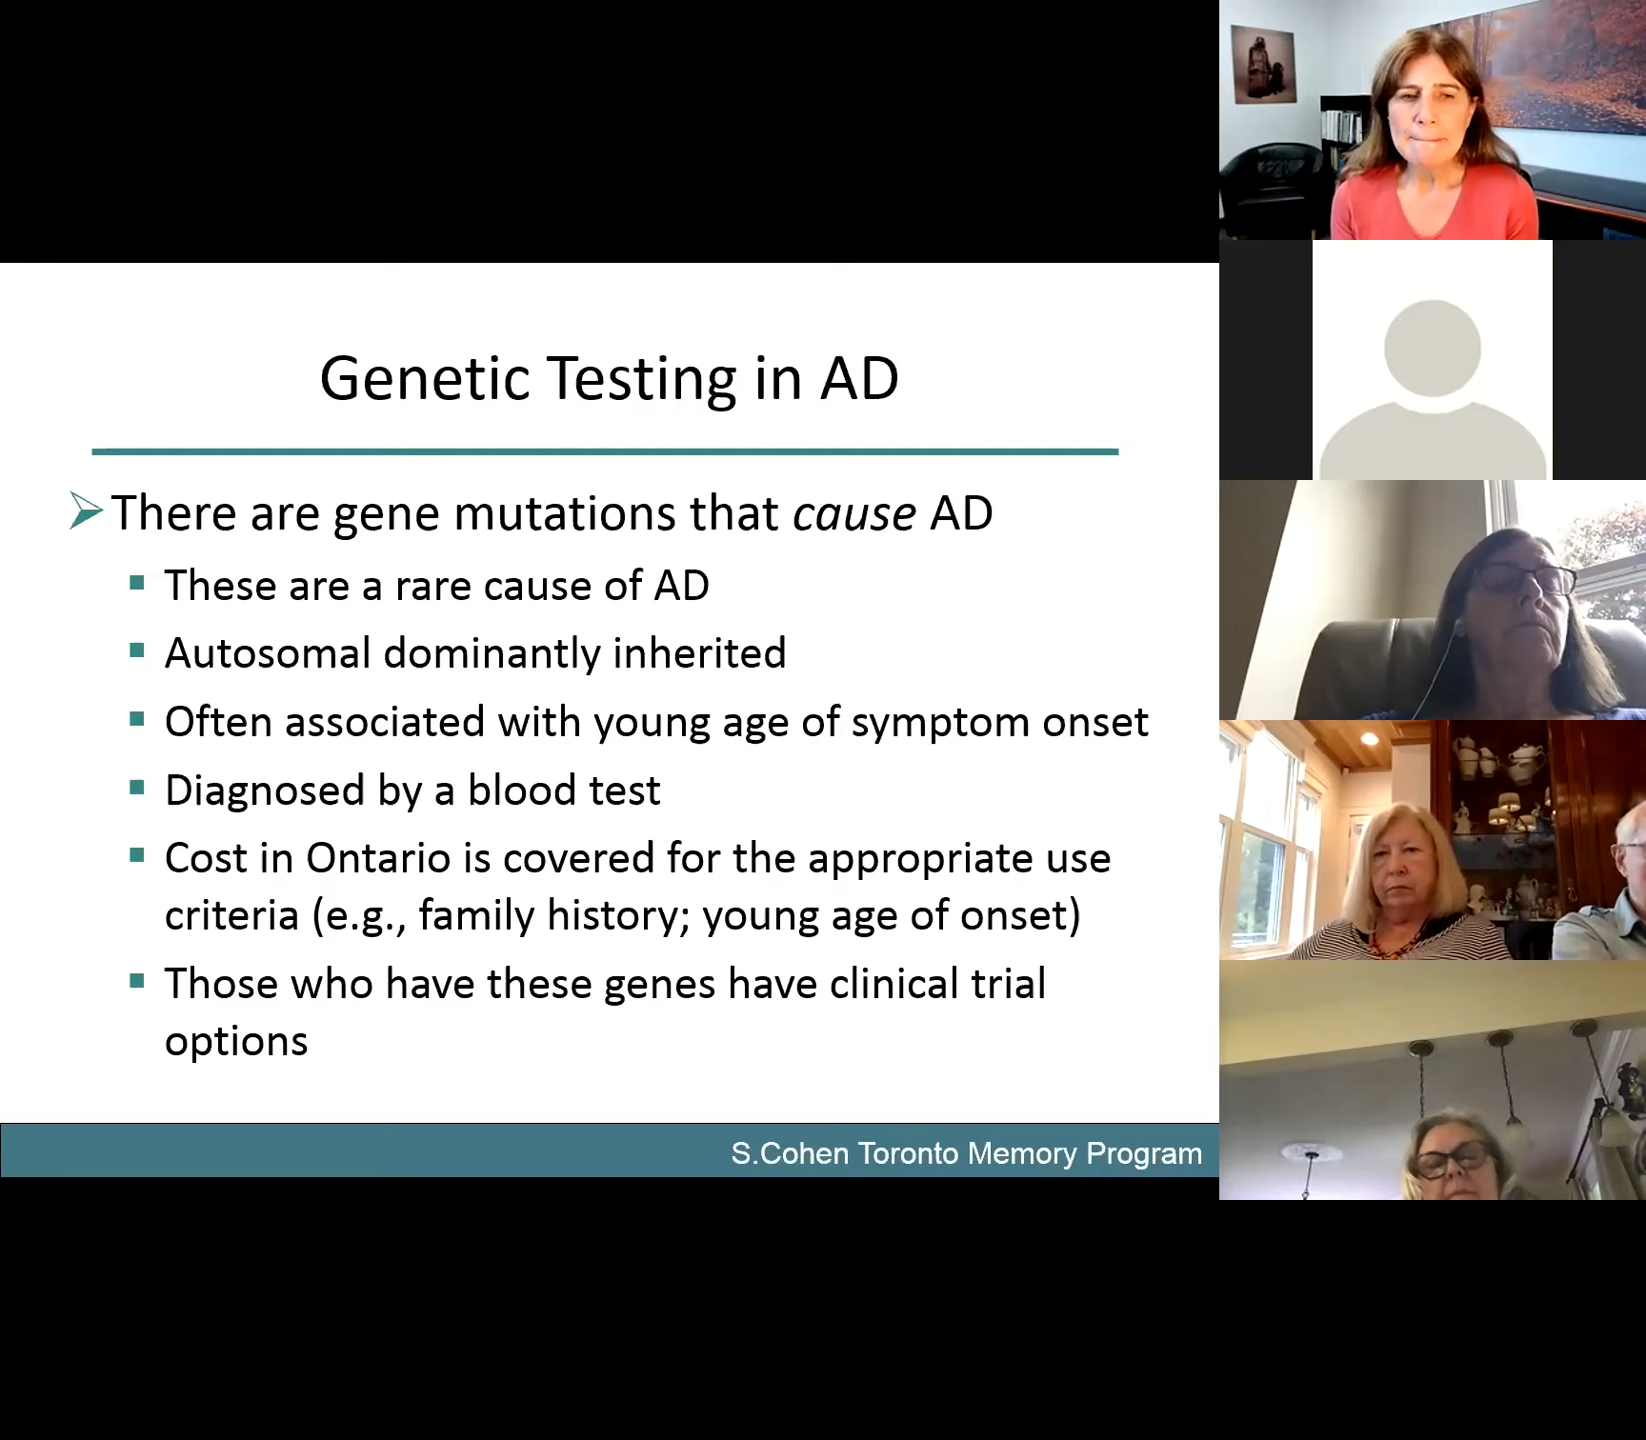 Genetic Testing in AD
There are gene mutations that cause AD
These are a rare cause of AD
Autosomal dominantly inherited
Often associated with young age of symptom onset
Diagnosed by a blood test
Cost in Ontario is covered for the appropriate use
criteria (e.g., family history; young age of onset)
Those who have these genes have clinical trial
options
S.Cohen Toronto Memory Program